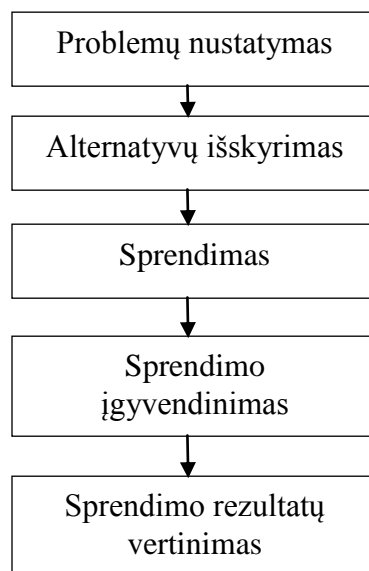 Problemų nustatymas
Alternatyvų išskyrimas
Sprendimas
Sprendimo
įgyvendinimas
Sprendimo rezultatų
vertinimas